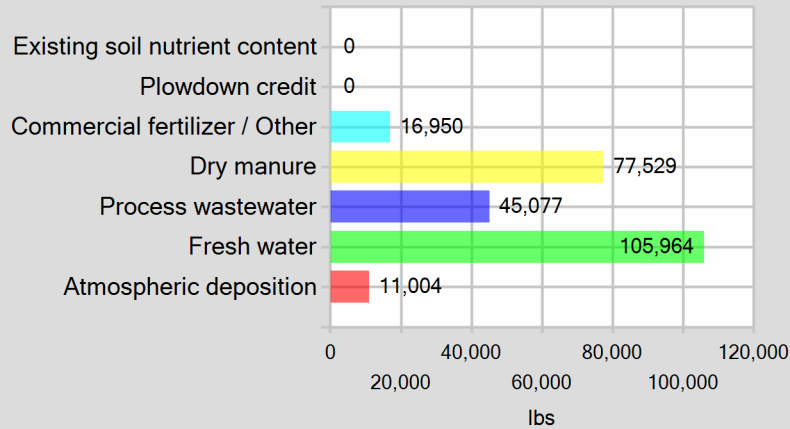 Existing soil nutrient content 0
Plowdown credit 0
Commercial fertilizer / Other 16,950
Dry manure 77,529
Process wastewater 45,077
Fresh water 105,964
Atmospheric deposition 11,004
0 40,000 80,000 120,000
20,000 60,000 100,000
lbs